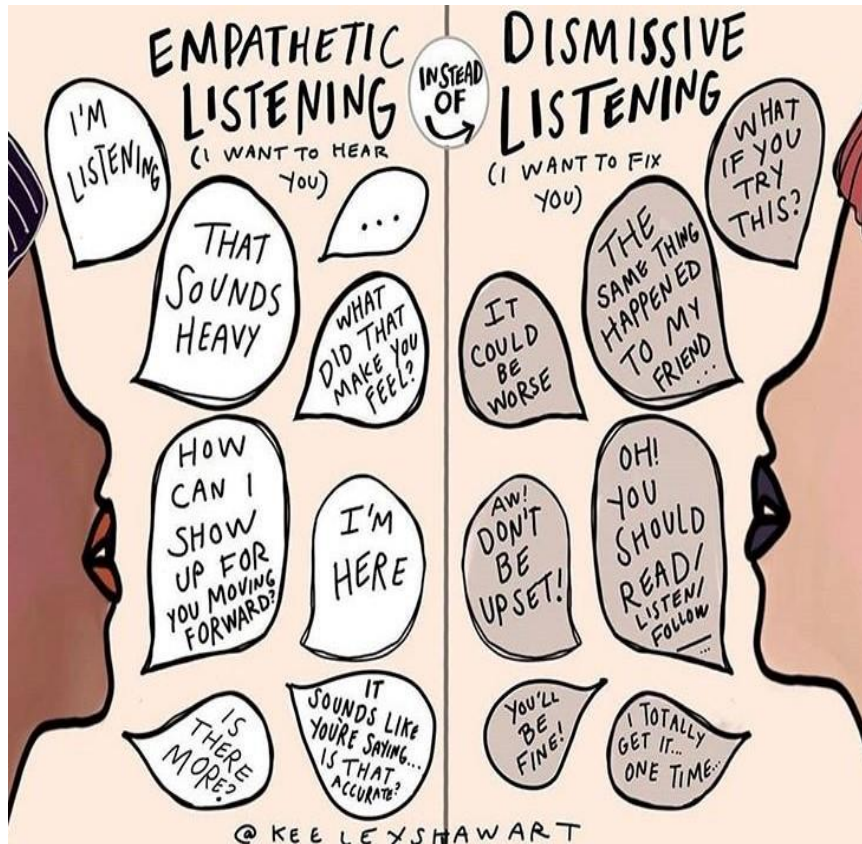 EMPATHETIC
LISTENING
(I WANT TO HEAR
YOU)
I'M
LISTENING
THAT
SOUNDS
HEAVY
...
WHAT
DID THAT
MAKE YOU
FEEL?
HOW
CAN I
SHOW
UP FOR
YOU MOVING
FORWARD?
I'M
HERE
IS
THERE
MORE?
IT
SOUNDS LIKE
YOU'RE SAYING...
IS THAT
ACCURATE?
INSTEAD
OF
DISMISSIVE
LISTENING
(I WANT TO FIX
YOU)
WHAT
IF YOU
TRY
THIS?
THE
SAME THING
HAPPENED
TO MY
FRIEND
...
IT
COULD
BE
WORSE
AW!
DON'T
BE
UPSET!
OH!
YOU
SHOULD
READ/
LISTEN/
FOLLOW
___
...
YOU'LL
BE
FINE!
I TOTALLY
GET IT...
ONE TIME...
@KEELEYSHAWART